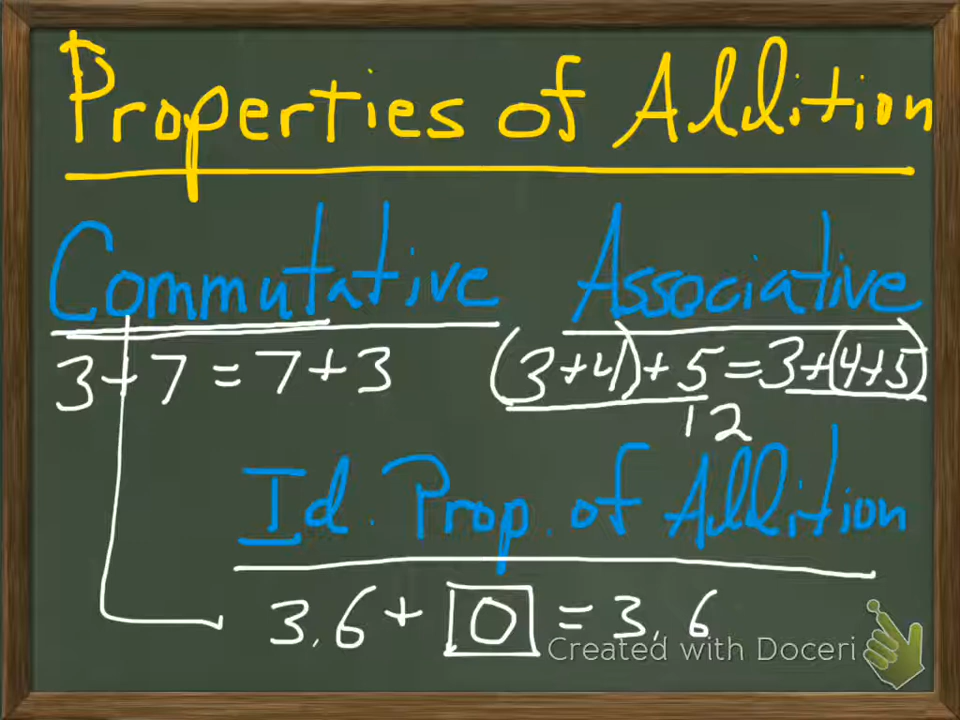 Properties of Addition
Commutative Associative
3+7=7+3 (3+4)+5=3+(4+5)
12
Id. Prop. of Addition
3.6+0=3.6
Created with Doceri